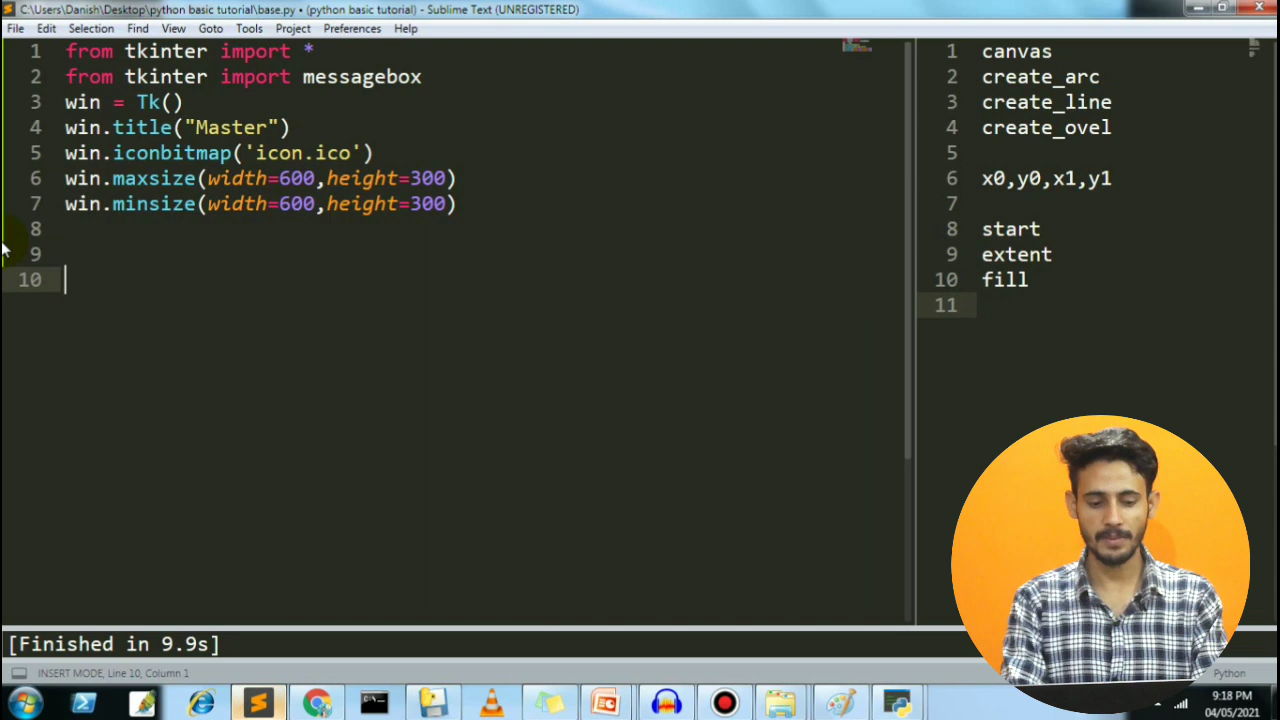 C:\Users\Danish\Desktop\python basic tutorial\base.py • (python basic tutorial) - Sublime Text (UNREGISTERED)
File Edit Selection Find View Goto Tools Project Preferences Help
1 from tkinter import *
2 from tkinter import messagebox
3 win = Tk()
4 win.title("Master")
5 win.iconbitmap('icon.ico')
6 win.maxsize(width=600,height=300)
7 win.minsize(width=600,height=300)
8
9
10
1 canvas
2 create_arc
3 create_line
4 create_ovel
5
6 x0,y0,x1,y1
7
8 start
9 extent
10 fill
11
[Finished in 9.9s]
INSERT MODE, Line 10, Column 1
Python
9:18 PM
04/05/2021